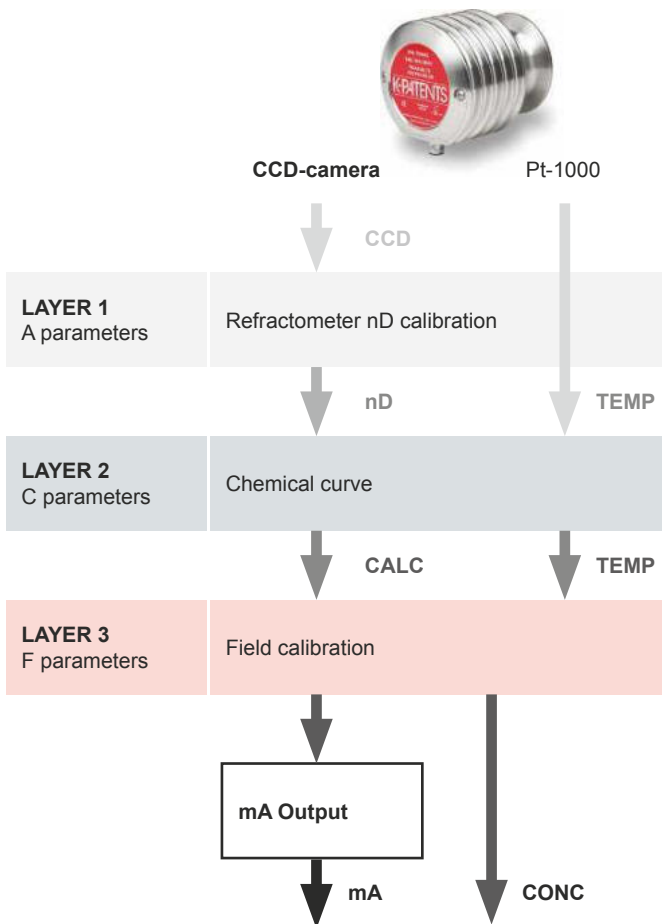 K-PATENTS
CCD-camera
Pt-1000
CCD
LAYER 1
A parameters
Refractometer nD calibration
nD
TEMP
LAYER 2
C parameters
Chemical curve
CALC
TEMP
LAYER 3
F parameters
Field calibration
mA Output
mA
CONC